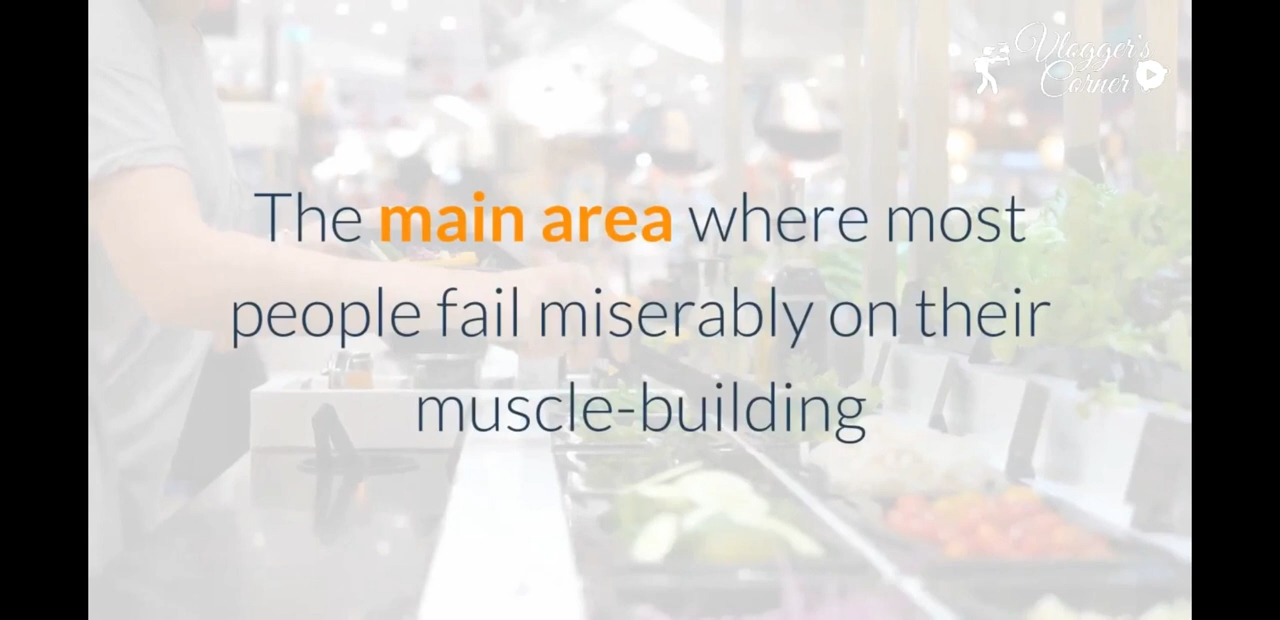 Vlogger's
Corner
The main area where most
people fail miserably on their
muscle-building